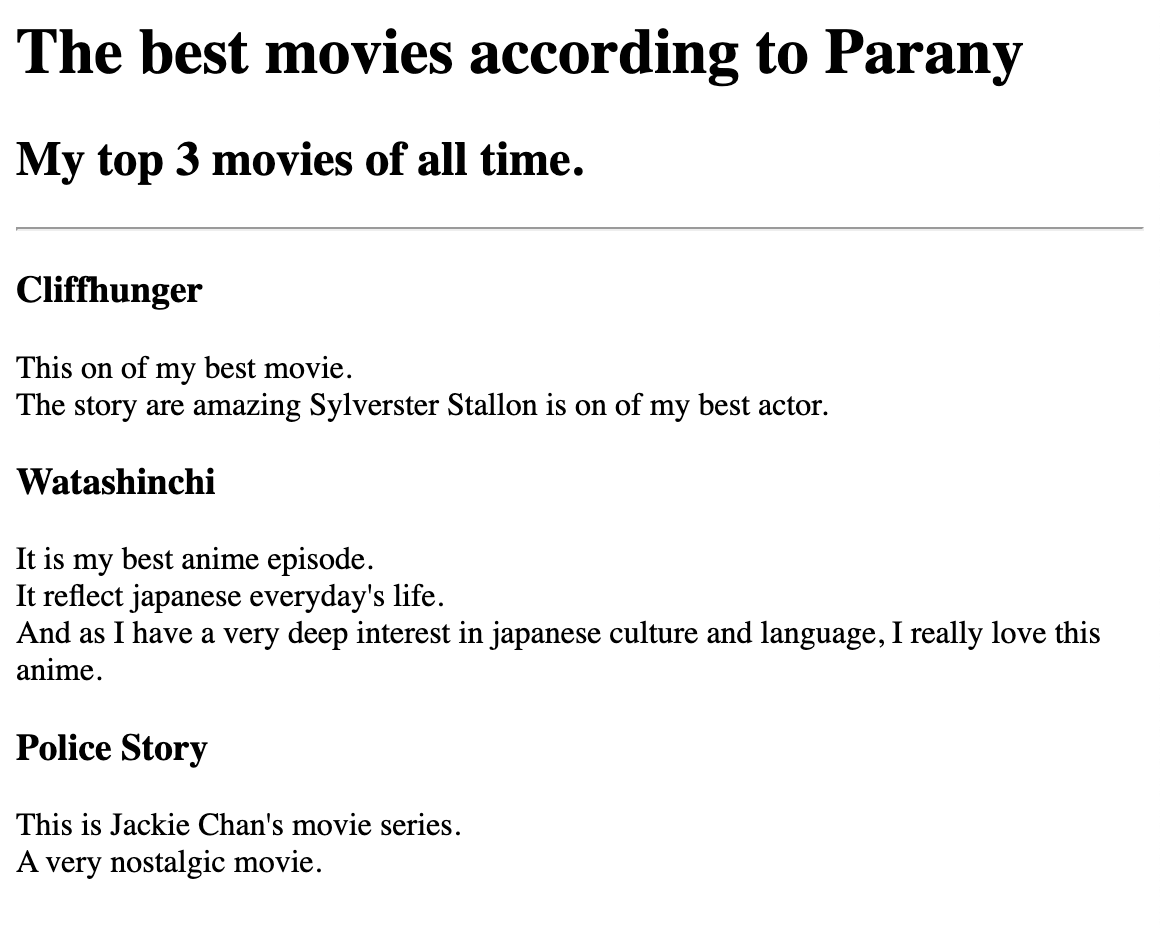 The best movies according to Parany
My top 3 movies of all time.
Cliffhunger
This on of my best movie.
The story are amazing Sylverster Stallon is on of my best actor.
Watashinchi
It is my best anime episode.
It reflect japanese everyday's life.
And as I have a very deep interest in japanese culture and language, I really love this
anime.
Police Story
This is Jackie Chan's movie series.
A very nostalgic movie.